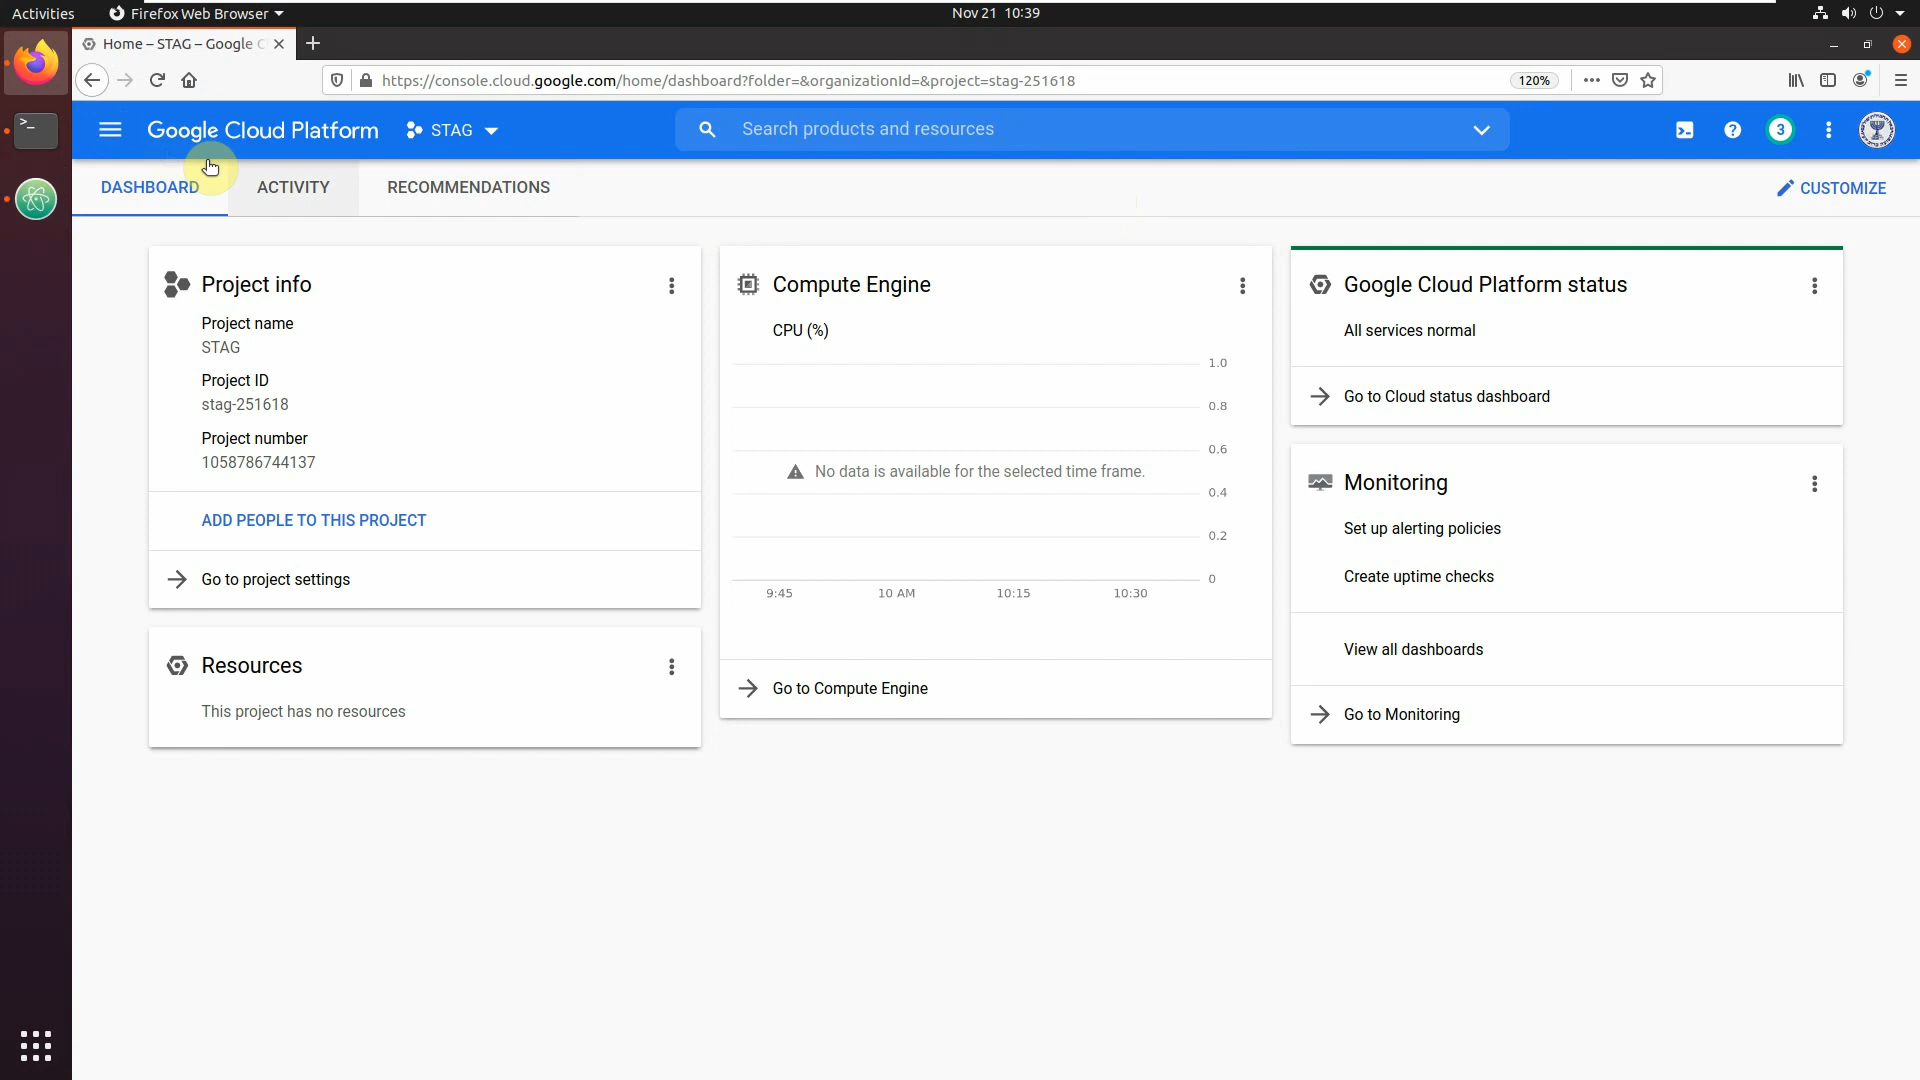 Activities
Firefox Web Browser
Nov 21 10:39
Home – STAG – Google C
https://console.cloud.google.com/home/dashboard?folder=&organizationId=&project=stag-251618
120%
Google Cloud Platform
STAG
Search products and resources
3
DASHBOARD
ACTIVITY
RECOMMENDATIONS
CUSTOMIZE
Project info
Project name
STAG
Project ID
stag-251618
Project number
1058786744137
ADD PEOPLE TO THIS PROJECT
Go to project settings
Resources
This project has no resources
Compute Engine
CPU (%)
1.0
0.8
0.6
No data is available for the selected time frame.
0.4
0.2
0
9:45
10 AM
10:15
10:30
Go to Compute Engine
Google Cloud Platform status
All services normal
Go to Cloud status dashboard
Monitoring
Set up alerting policies
Create uptime checks
View all dashboards
Go to Monitoring